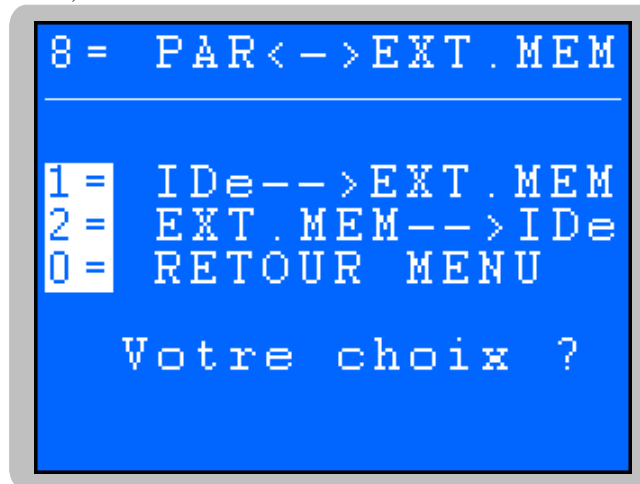 8= PAR<->EXT.MEM
1= IDe-->EXT.MEM
2= EXT.MEM-->IDe
0= RETOUR MENU
Votre choix ?